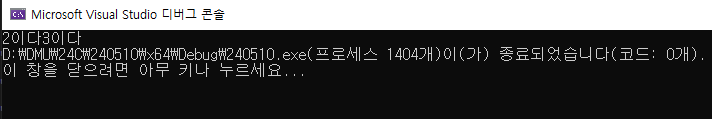 Microsoft Visual Studio 디버그 콘솔
2이다3이다
D:₩DMU₩24C₩240510₩x64₩Debug₩240510.exe(프로세스 1404개)이(가) 종료되었습니다(코드: 0개).
이 창을 닫으려면 아무 키나 누르세요...